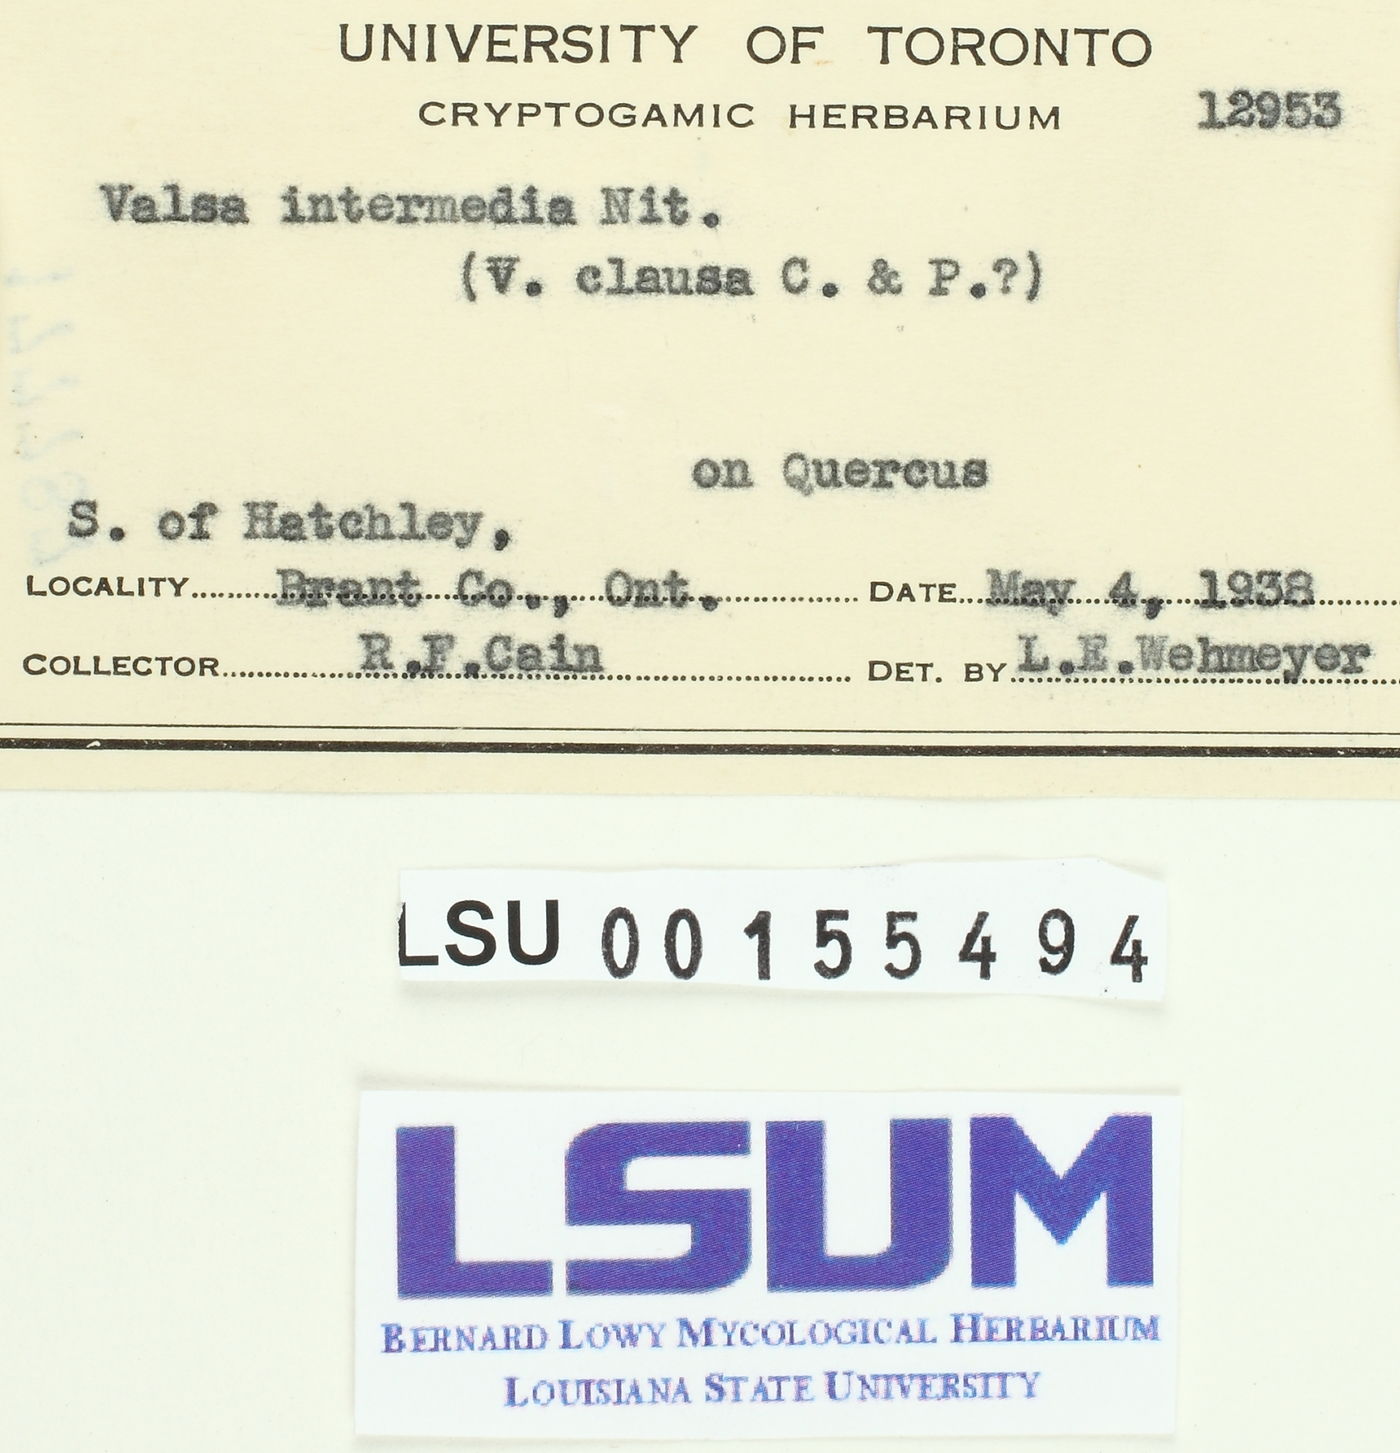 UNIVERSITY OF TORONTO
CRYPTOGAMIC HERBARIUM 12953
Valsa intermedia Nit.
(V. clausa C. & P.?)
on Quercus
S. of Hatchley,
LOCALITY Brant Co., Ont. DATE May 4, 1938
COLLECTOR R.F.Cain DET. BY L.E.Wehmeyer
LSU 00155494
LSUM
BERNARD LOWY MYCOLOGICAL HERBARIUM
LOUISIANA STATE UNIVERSITY